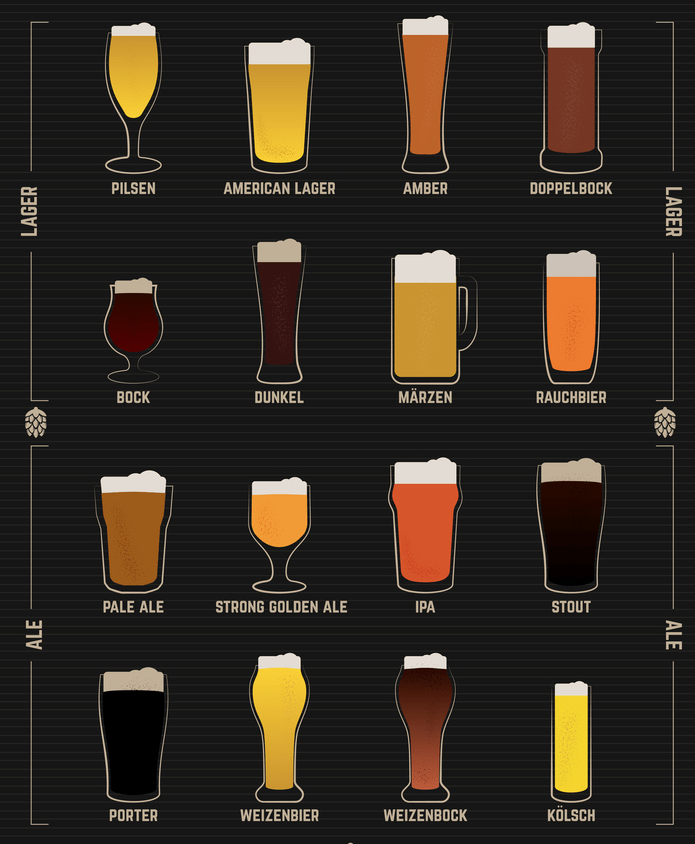 PILSEN
AMERICAN LAGER
AMBER
DOPPELBOCK
LAGER
LAGER
BOCK
DUNKEL
MÄRZEN
RAUCHBIER
PALE ALE
STRONG GOLDEN ALE
IPA
STOUT
ALE
ALE
PORTER
WEIZENBIER
WEIZENBOCK
KÖLSCH